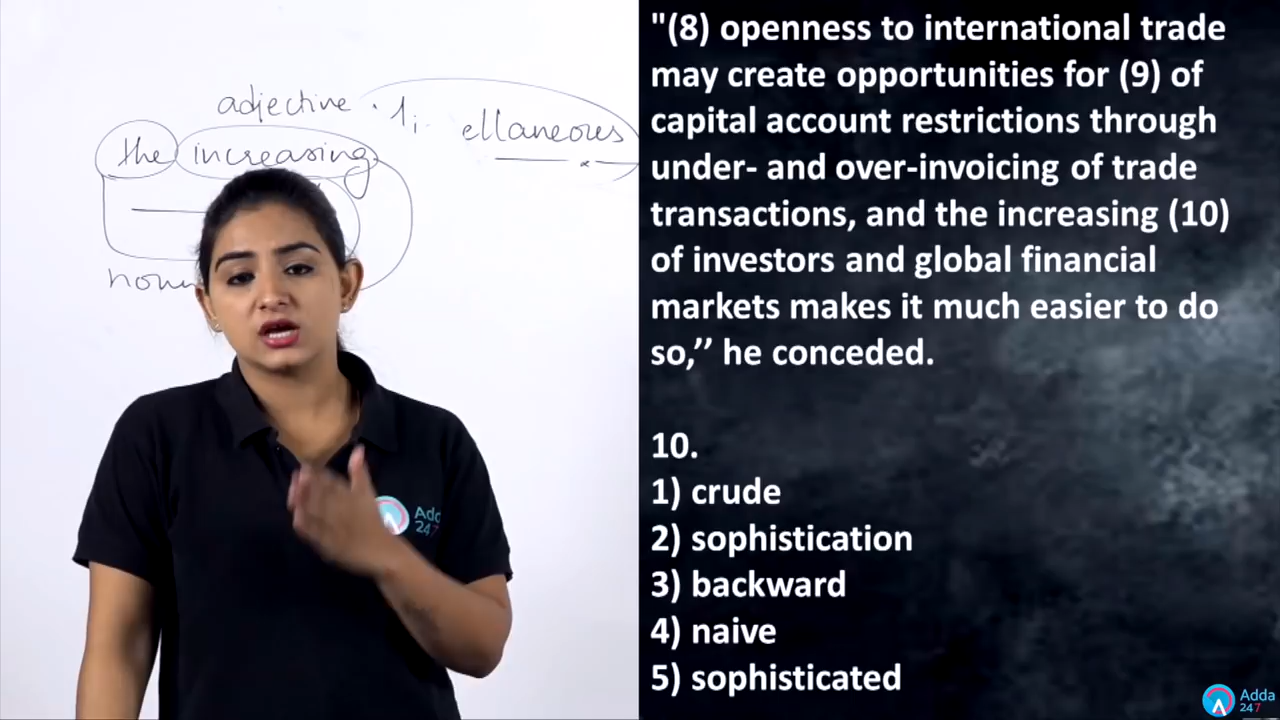 adjective
the increasing
ellaneous
Adda
247
"(8) openness to international trade
may create opportunities for (9) of
capital account restrictions through
under- and over-invoicing of trade
transactions, and the increasing (10)
of investors and global financial
markets makes it much easier to do
so,’’ he conceded.
10.
1) crude
2) sophistication
3) backward
4) naive
5) sophisticated
Adda
247